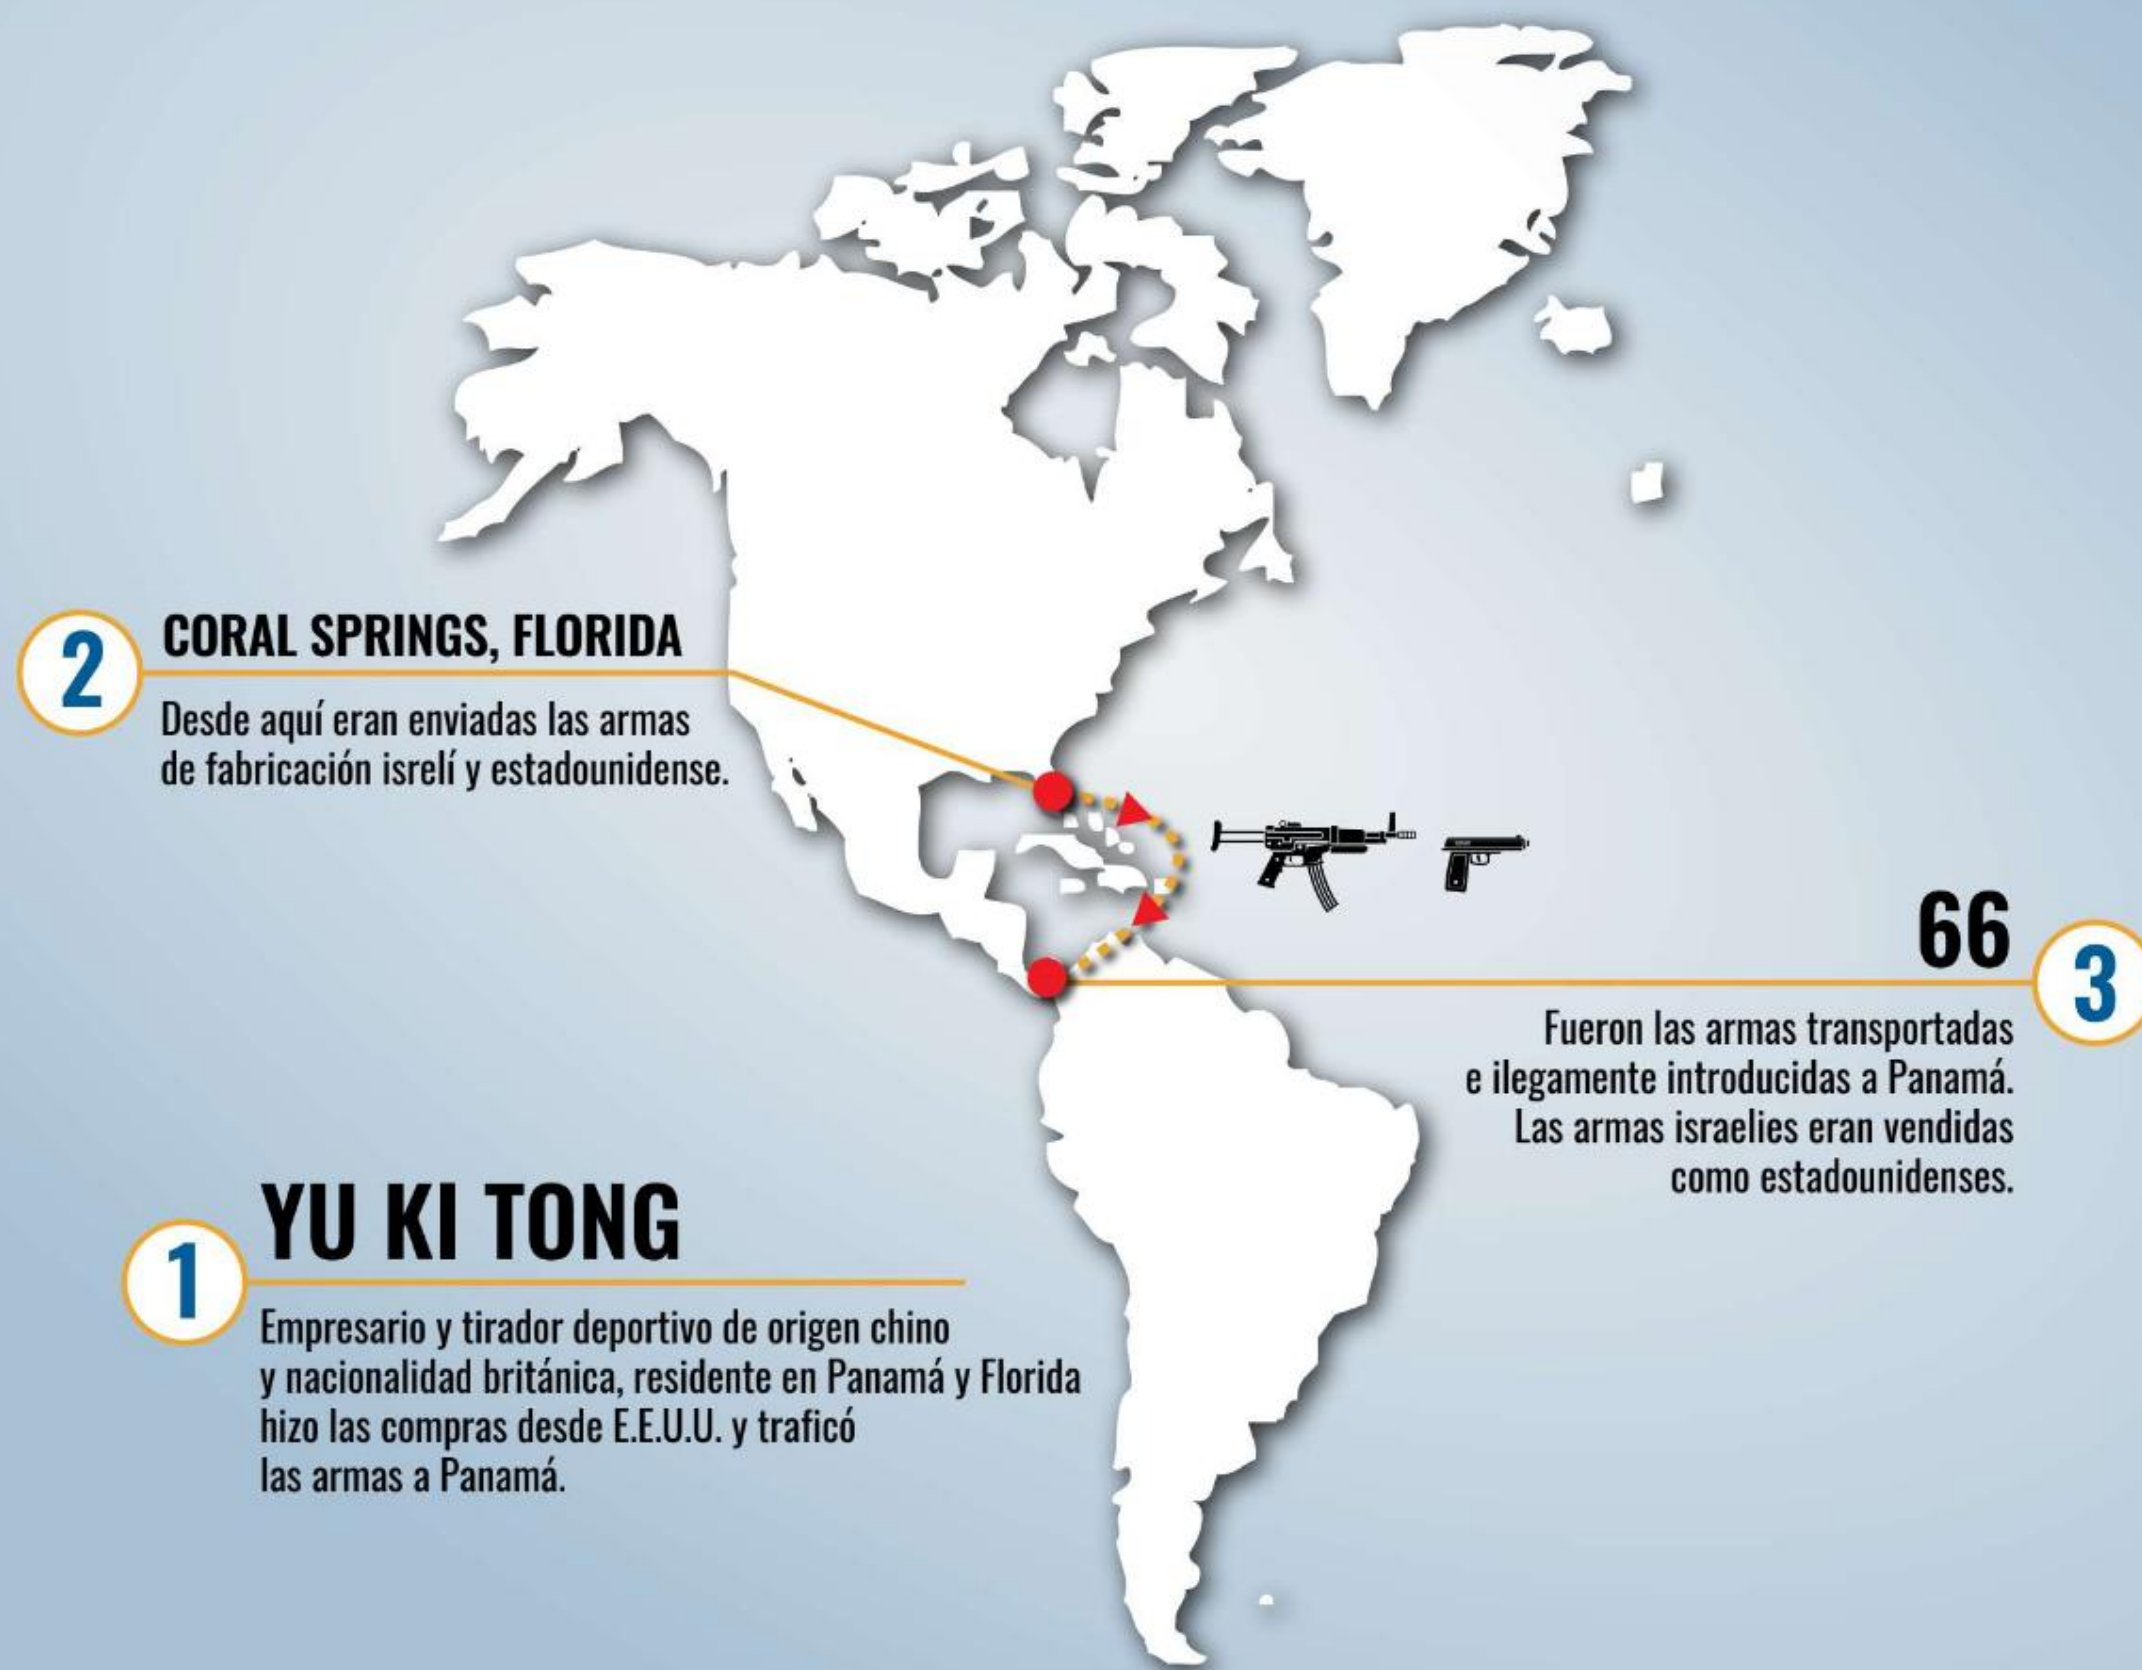 2
CORAL SPRINGS, FLORIDA
Desde aquí eran enviadas las armas
de fabricación isrelí y estadounidense.
66
3
Fueron las armas transportadas
e ilegamente introducidas a Panamá.
Las armas israelies eran vendidas
como estadounidenses.
1
YU KI TONG
Empresario y tirador deportivo de origen chino
y nacionalidad británica, residente en Panamá y Florida
hizo las compras desde E.E.U.U. y traficó
las armas a Panamá.